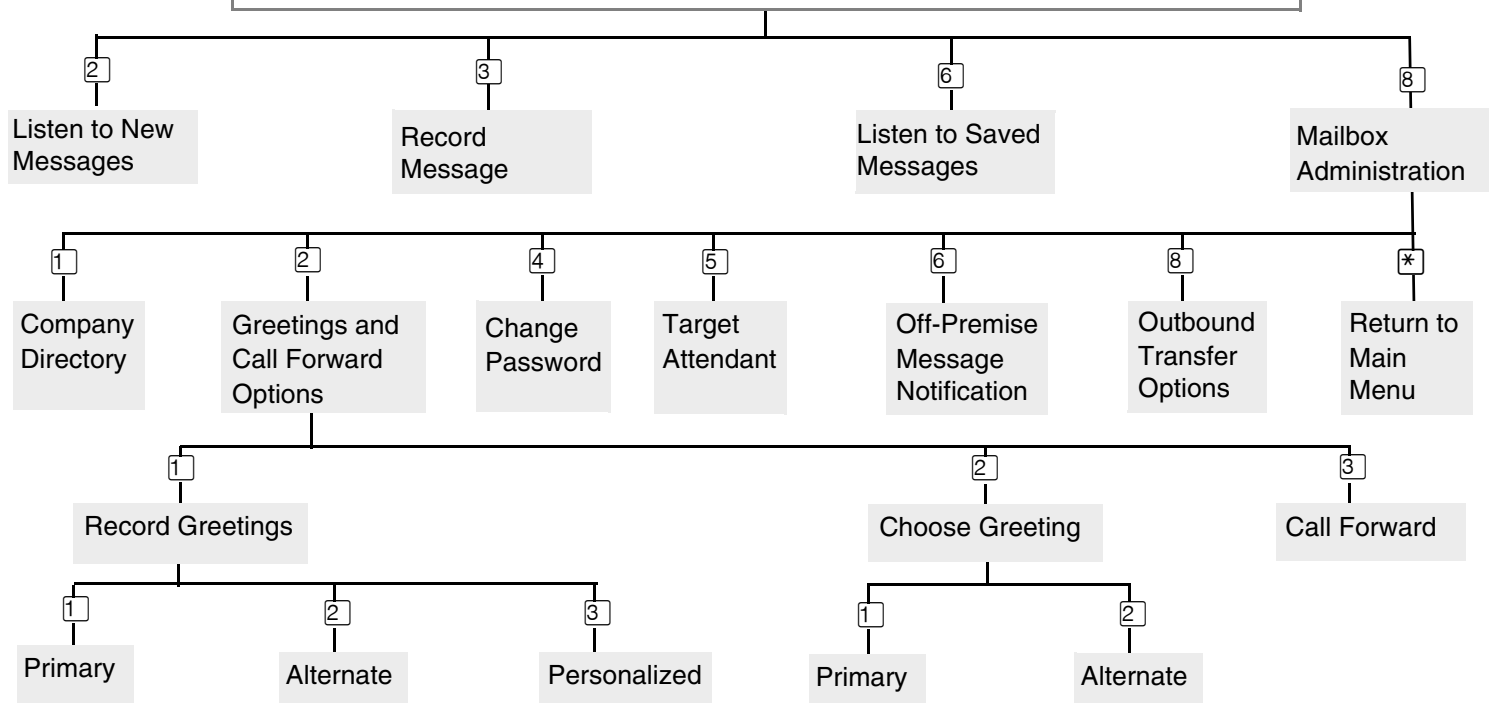 2
3
6
8
Listen to New
Messages
Record
Message
Listen to Saved
Messages
Mailbox
Administration
1
2
4
5
6
8
*
Company
Directory
Greetings and
Call Forward
Options
Change
Password
Target
Attendant
Off-Premise
Message
Notification
Outbound
Transfer
Options
Return to
Main
Menu
1
2
3
Record Greetings
Choose Greeting
Call Forward
1
2
3
1
2
Primary
Alternate
Personalized
Primary
Alternate